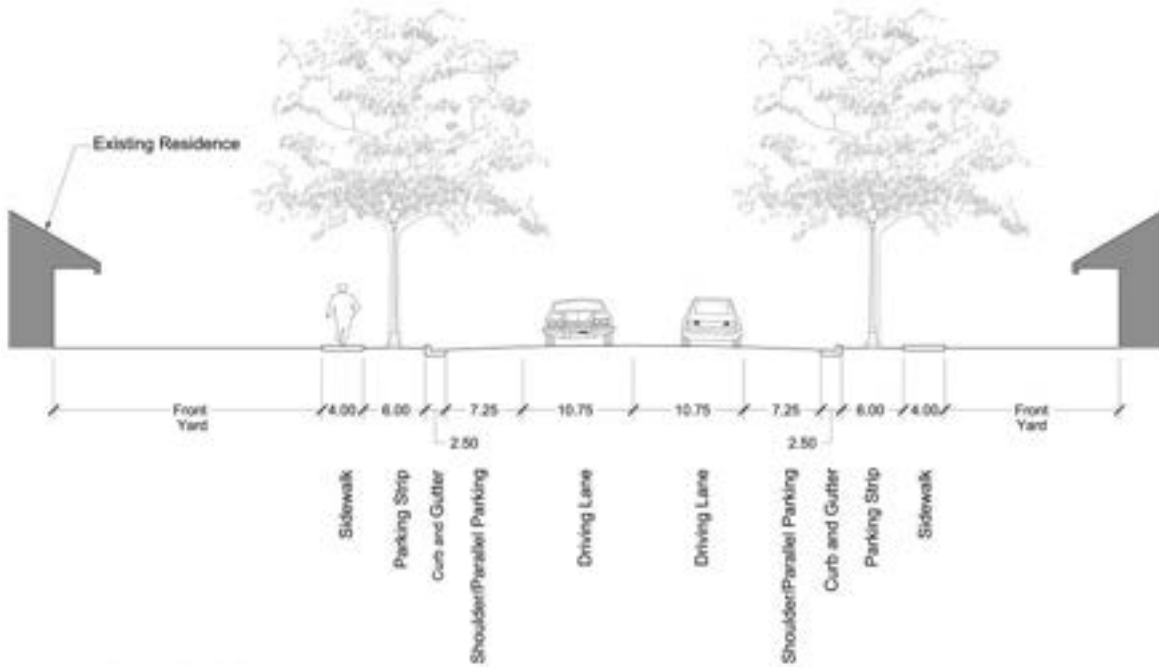 Existing Residence
Front
Yard
4.00
6.00
7.25
10.75
10.75
7.25
6.00
4.00
Front
Yard
2.50
2.50
Sidewalk
Parking Strip
Curb and Gutter
Shoulder/Parallel Parking
Driving Lane
Driving Lane
Shoulder/Parallel Parking
Curb and Gutter
Parking Strip
Sidewalk